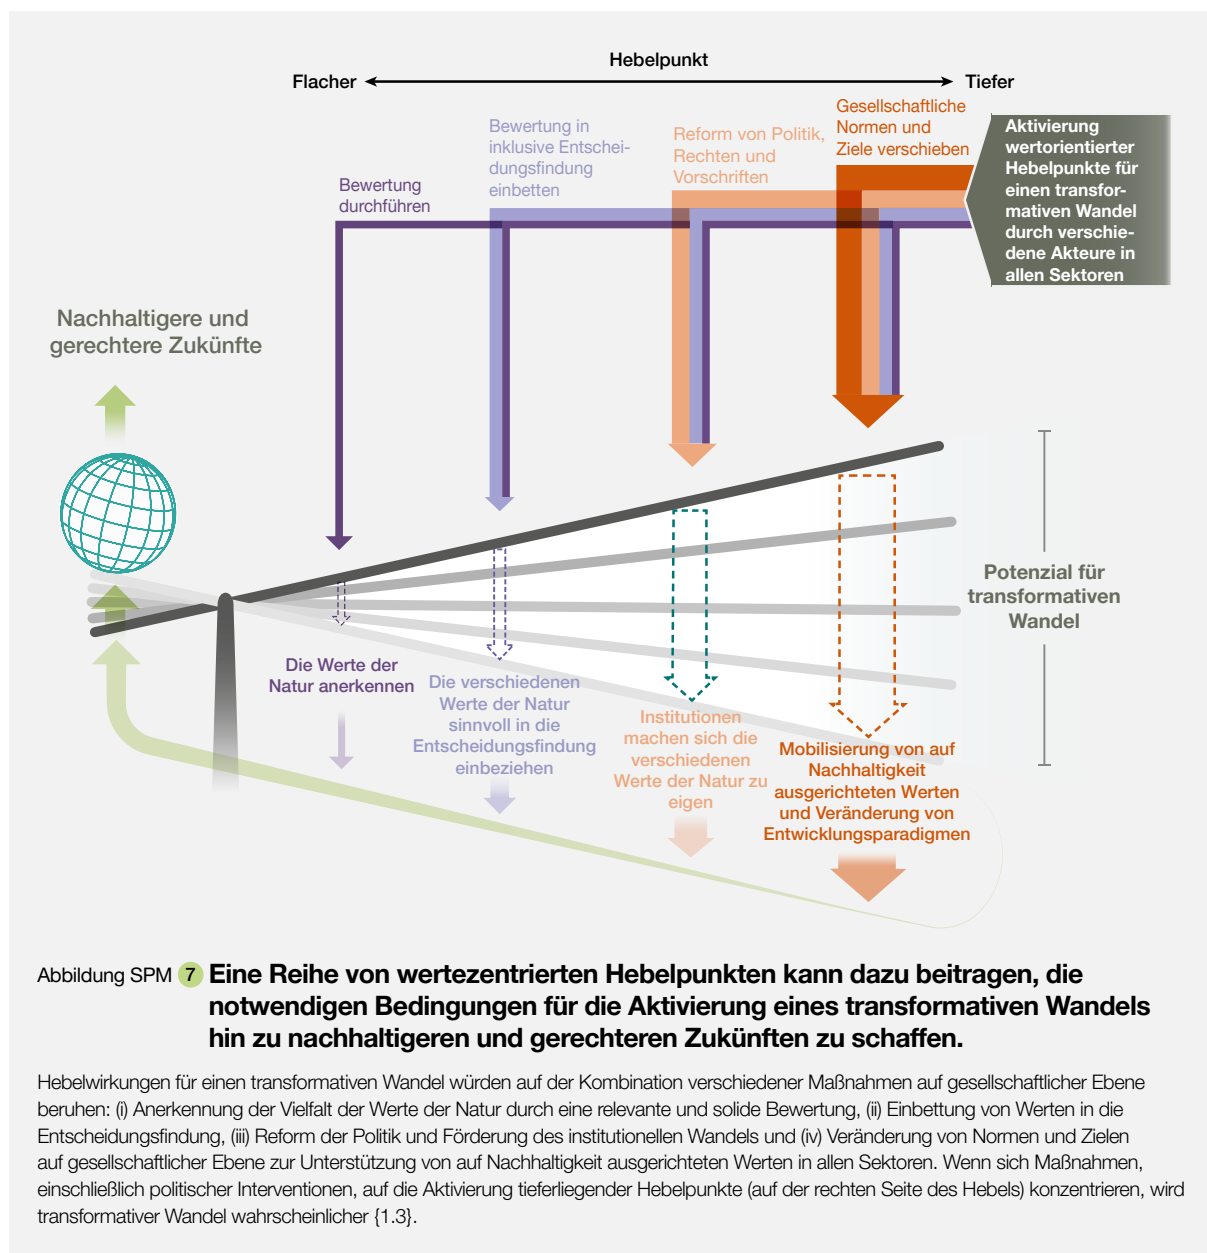 Hebelpunkt
Flacher
Tiefer
Bewertung
durchführen
Bewertung in
inklusive Entschei-
dungsfindung
einbetten
Reform von Politik,
Rechten und
Vorschriften
Gesellschaftliche
Normen und
Ziele verschieben
Aktivierung
wertorientierter
Hebelpunkte für
einen transfor-
mativen Wandel
durch verschie-
dene Akteure in
allen Sektoren
Nachhaltigere und
gerechtere Zukünfte
Potenzial für
transformativen
Wandel
Die Werte der
Natur anerkennen
Die verschiedenen
Werte der Natur
sinnvoll in die
Entscheidungsfindung
einbeziehen
Institutionen
machen sich die
verschiedenen
Werte der Natur zu
eigen
Mobilisierung von auf
Nachhaltigkeit
ausgerichteten Werten
und Veränderung von
Entwicklungsparadigmen
Abbildung SPM 7 Eine Reihe von wertezentrierten Hebelpunkten kann dazu beitragen, die
notwendigen Bedingungen für die Aktivierung eines transformativen Wandels
hin zu nachhaltigeren und gerechteren Zukünften zu schaffen.
Hebelwirkungen für einen transformativen Wandel würden auf der Kombination verschiedener Maßnahmen auf gesellschaftlicher Ebene
beruhen: (i) Anerkennung der Vielfalt der Werte der Natur durch eine relevante und solide Bewertung, (ii) Einbettung von Werten in die
Entscheidungsfindung, (iii) Reform der Politik und Förderung des institutionellen Wandels und (iv) Veränderung von Normen und Zielen
auf gesellschaftlicher Ebene zur Unterstützung von auf Nachhaltigkeit ausgerichteten Werten in allen Sektoren. Wenn sich Maßnahmen,
einschließlich politischer Interventionen, auf die Aktivierung tieferliegender Hebelpunkte (auf der rechten Seite des Hebels) konzentrieren, wird
transformativer Wandel wahrscheinlicher {1.3}.